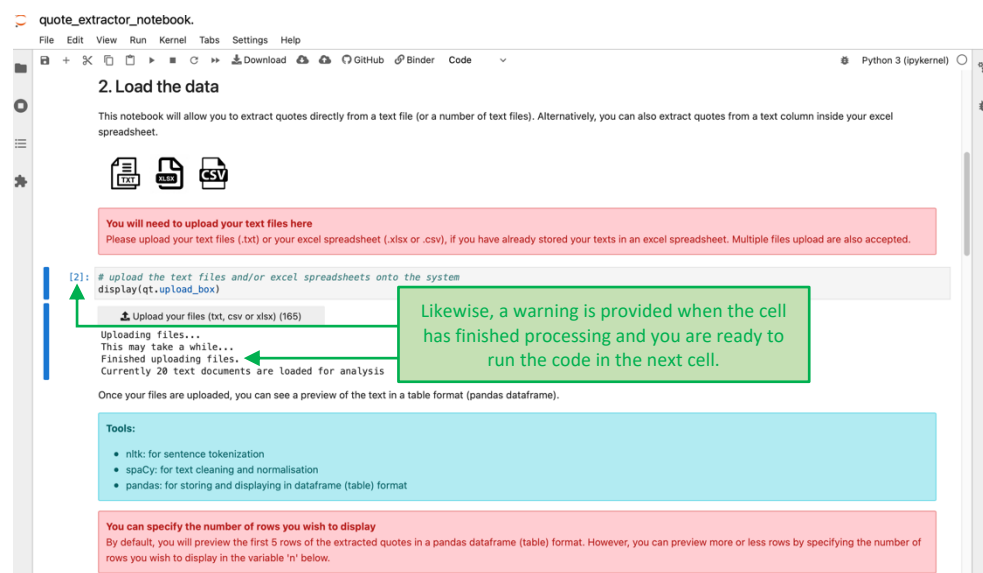 quote_extractor_notebook.
File Edit View Run Kernel Tabs Settings Help
Download GitHub Binder Code Python 3 (ipykernel)
2. Load the data
This notebook will allow you to extract quotes directly from a text file (or a number of text files). Alternatively, you can also extract quotes from a text column inside your excel
spreadsheet.
TXT XLSX CSV
You will need to upload your text files here
Please upload your text files (.txt) or your excel spreadsheet (.xlsx or .csv), if you have already stored your texts in an excel spreadsheet. Multiple files upload are also accepted.
[2]: # upload the text files and/or excel spreadsheets onto the system
display(qt.upload_box)
Upload your files (txt, csv or xlsx) (165)
Uploading files...
This may take a while...
Finished uploading files.
Currently 20 text documents are loaded for analysis
Likewise, a warning is provided when the cell
has finished processing and you are ready to
run the code in the next cell.
Once your files are uploaded, you can see a preview of the text in a table format (pandas dataframe).
Tools:
• nltk: for sentence tokenization
• spaCy: for text cleaning and normalisation
• pandas: for storing and displaying in dataframe (table) format
You can specify the number of rows you wish to display
By default, you will preview the first 5 rows of the extracted quotes in a pandas dataframe (table) format. However, you can preview more or less rows by specifying the number of
rows you wish to display in the variable 'n' below.